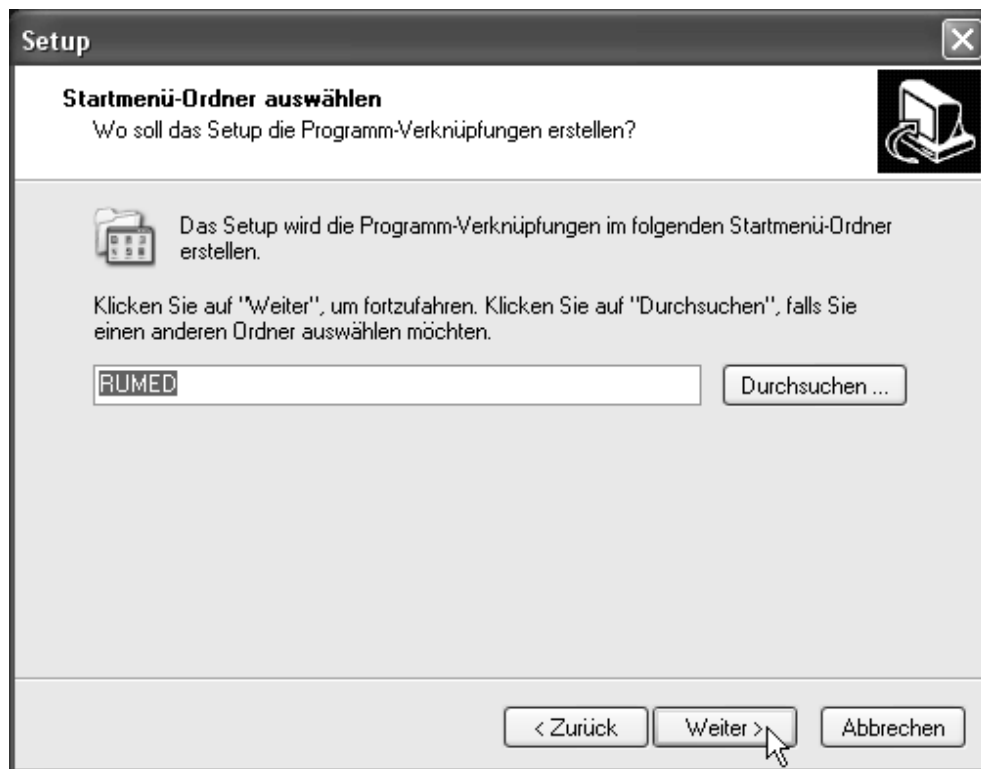 Setup
Startmenü-Ordner auswählen
Wo soll das Setup die Programm-Verknüpfungen erstellen?
Das Setup wird die Programm-Verknüpfungen im folgenden Startmenü-Ordner
erstellen.
Klicken Sie auf "Weiter", um fortzufahren. Klicken Sie auf "Durchsuchen", falls Sie
einen anderen Ordner auswählen möchten.
RUMED
Durchsuchen ...
< Zurück
Weiter >
Abbrechen